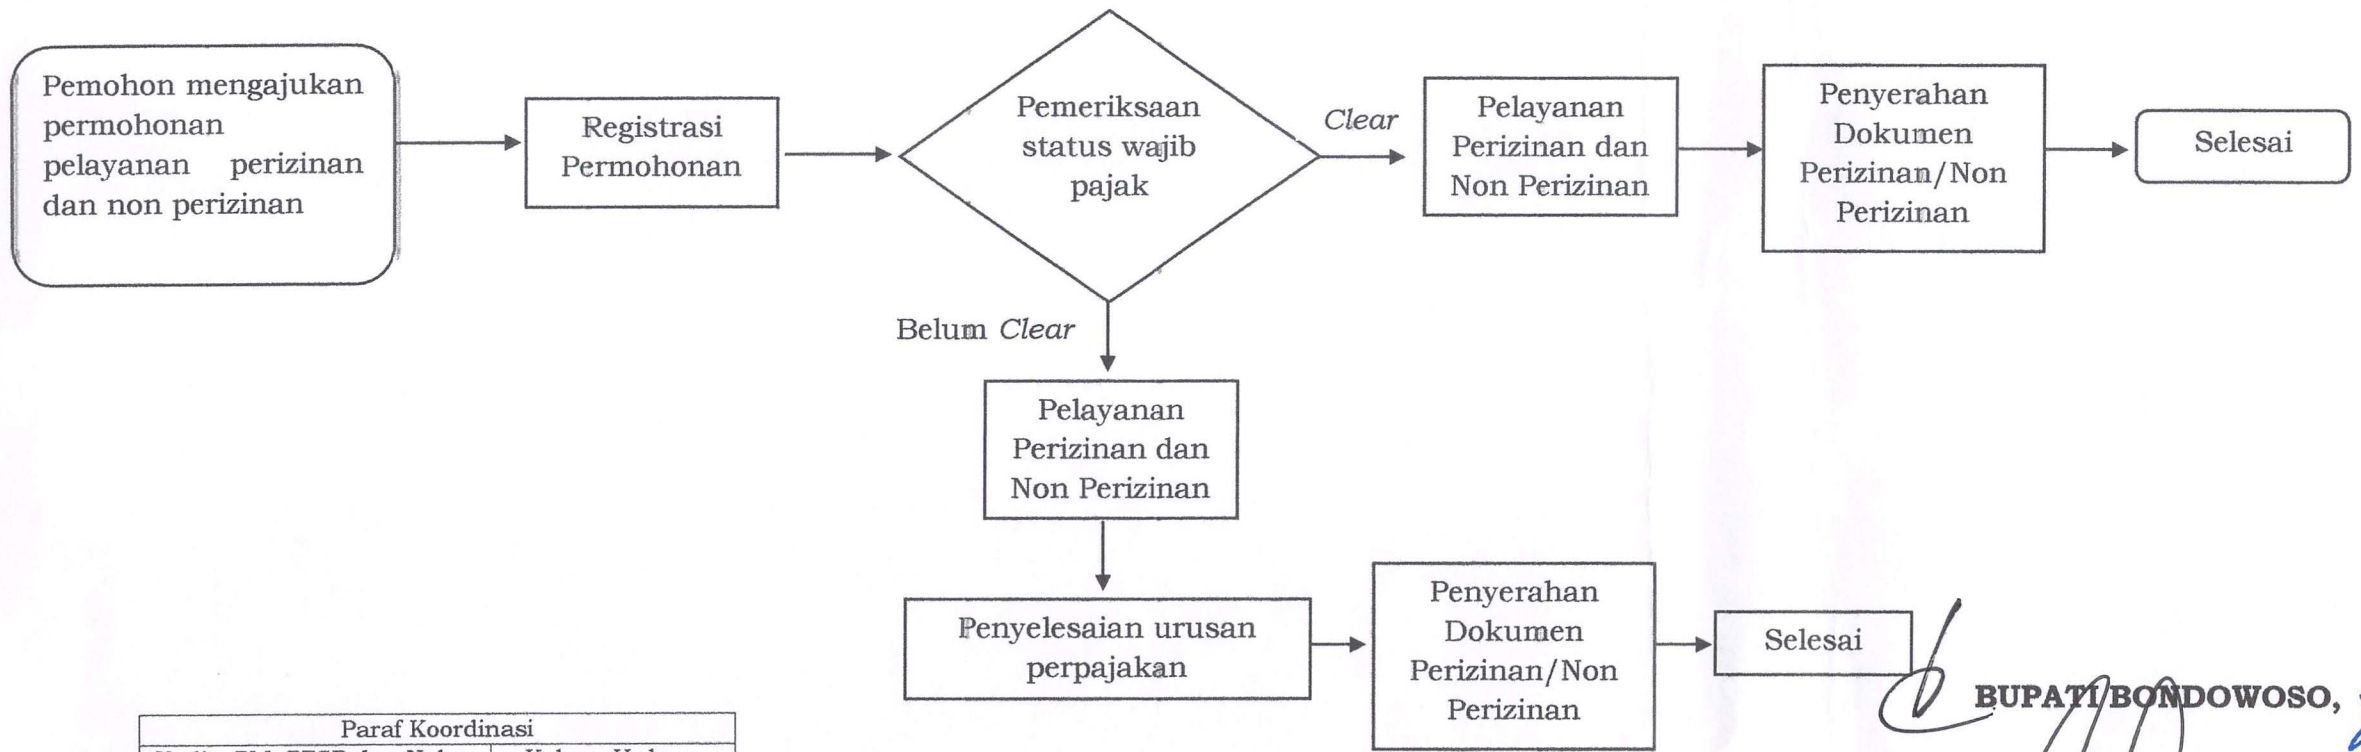 Pemohon mengajukan
permohonan
pelayanan perizinan
dan non perizinan
Registrasi
Permohonan
Pemeriksaan
status wajib
pajak
Clear
Pelayanan
Perizinan dan
Non Perizinan
Penyerahan
Dokumen
Perizinan/Non
Perizinan
Selesai
Belum Clear
Pelayanan
Perizinan dan
Non Perizinan
Penyelesaian urusan
perpajakan
Penyerahan
Dokumen
Perizinan/Non
Perizinan
Selesai
BUPATI BONDOWOSO,
Paraf Koordinasi